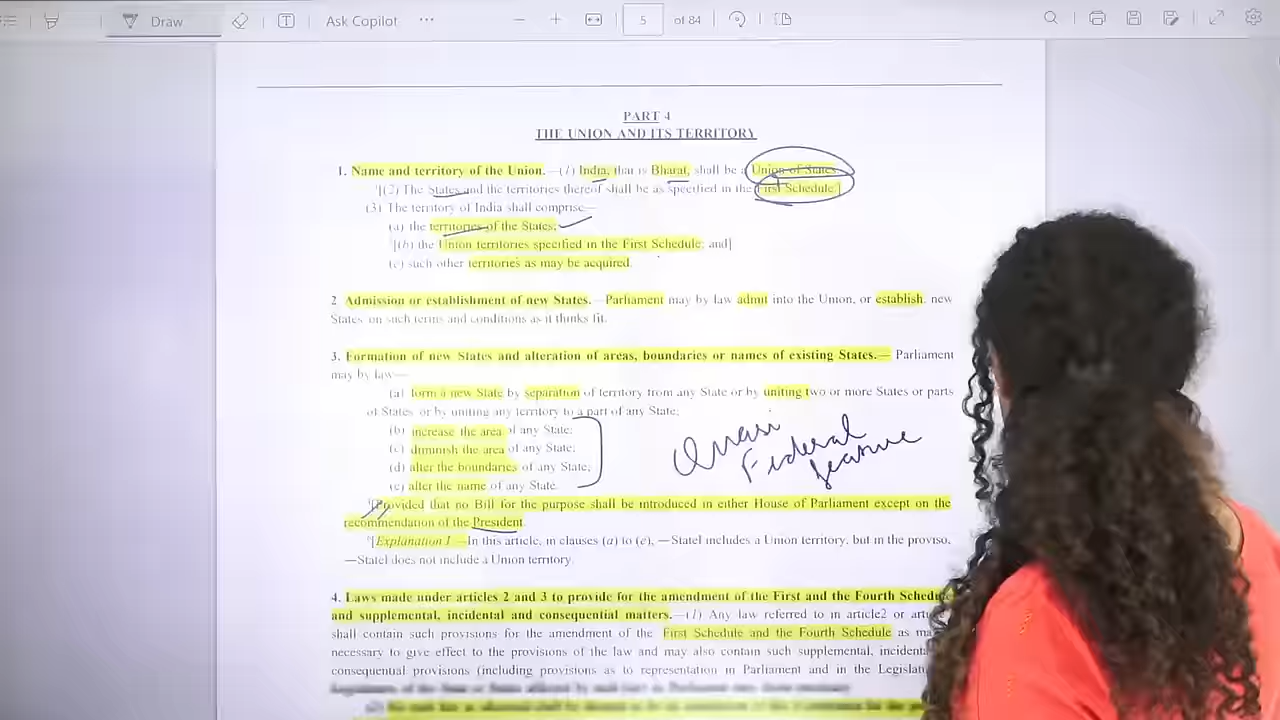 Draw
Ask Copilot
5 of 84
PART 4
THE UNION AND ITS TERRITORY
1. Name and territory of the Union.—(1) India, that is Bharat, shall be a Union of States.
[(2) The States and the territories thereof shall be as specified in the First Schedule.]
(3) The territory of India shall comprise—
(a) the territories of the States;
[(b) the Union territories specified in the First Schedule; and]
(c) such other territories as may be acquired.
2 Admission or establishment of new States.—Parliament may by law admit into the Union, or establish, new
States on such terms and conditions as it thinks fit.
3. Formation of new States and alteration of areas, boundaries or names of existing States.— Parliament
may by law—
(a) form a new State by separation of territory from any State or by uniting two or more States or parts
of States or by uniting any territory to a part of any State;
(b) increase the area of any State;
(c) diminish the area of any State;
(d) alter the boundaries of any State;
(e) alter the name of any State.
Quasi
Federal
feature
[Provided that no Bill for the purpose shall be introduced in either House of Parliament except on the
recommendation of the President
[Explanation I.—In this article, in clauses (a) to (e), ―Statel includes a Union territory, but in the proviso,
―Statel does not include a Union territory.
4. Laws made under articles 2 and 3 to provide for the amendment of the First and the Fourth
and supplemental, incidental and consequential matters.—(1) Any law referred to in article2 or
shall contain such provisions for the amendment of the First Schedule and the Fourth Schedule as
necessary to give effect to the provisions of the law and may also contain such supplemental,
consequential provisions (including provisions as to representation in Parliament and in the